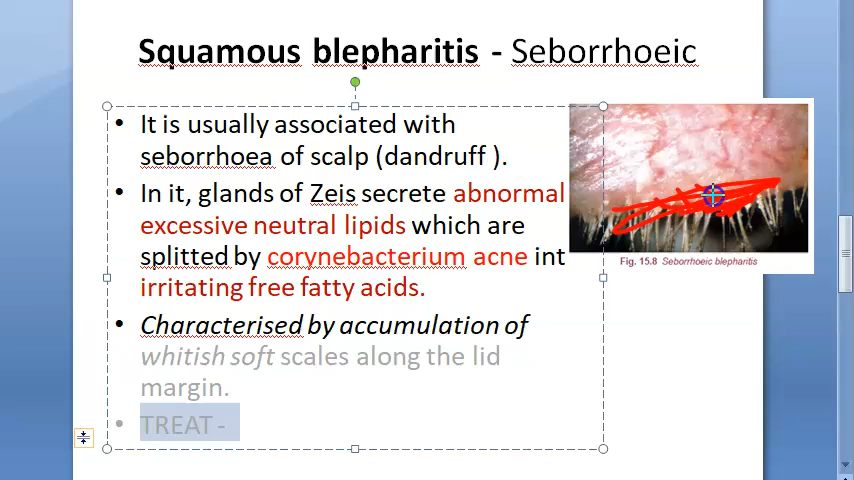 Squamous blepharitis - Seborrhoeic
• It is usually associated with
seborrhoea of scalp (dandruff ).
• In it, glands of Zeis secrete abnormal
excessive neutral lipids which are
splitted by corynebacterium acne int
irritating free fatty acids.
• Characterised by accumulation of
whitish soft scales along the lid
margin.
• TREAT -
Fig. 15.8 Seborrhoeic blephritis